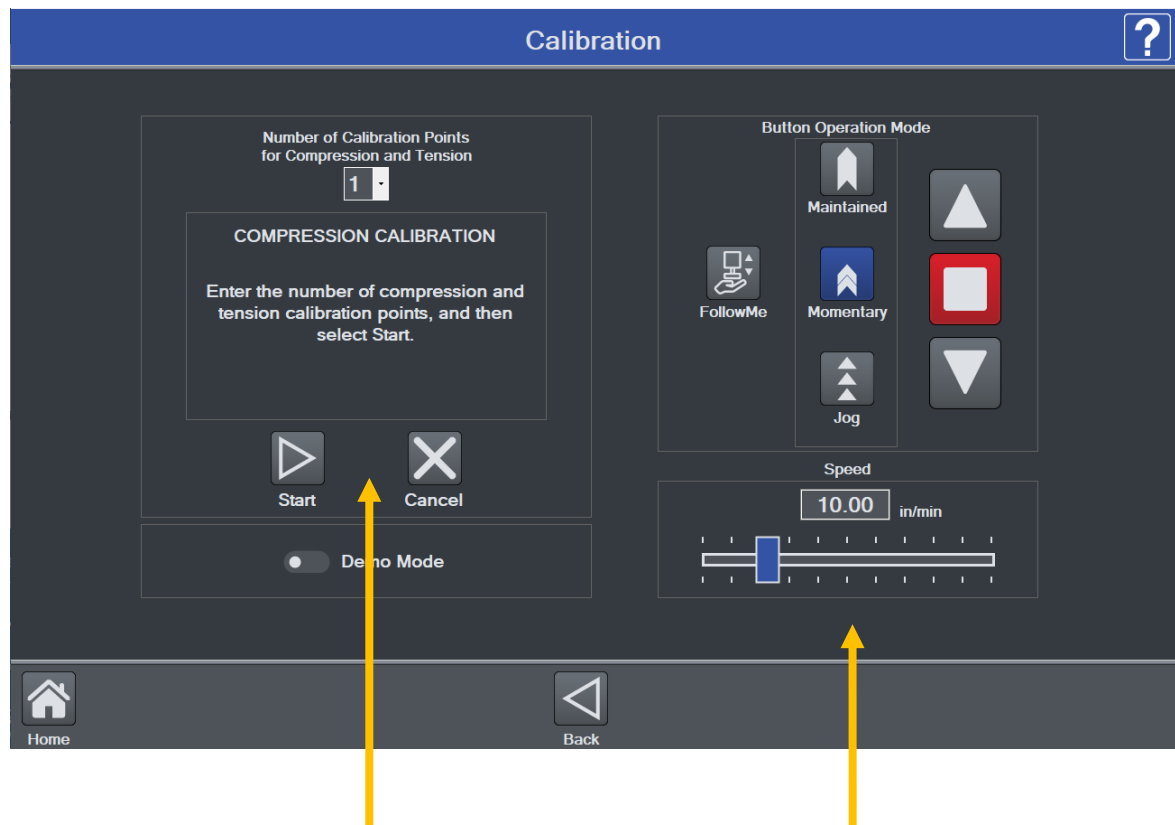 Calibration
?
Number of Calibration Points
for Compression and Tension
1
COMPRESSION CALIBRATION
Enter the number of compression and
tension calibration points, and then
select Start.
Start
Cancel
Demo Mode
Button Operation Mode
Maintained
FollowMe
Momentary
Jog
Speed
10.00 in/min
Home
Back